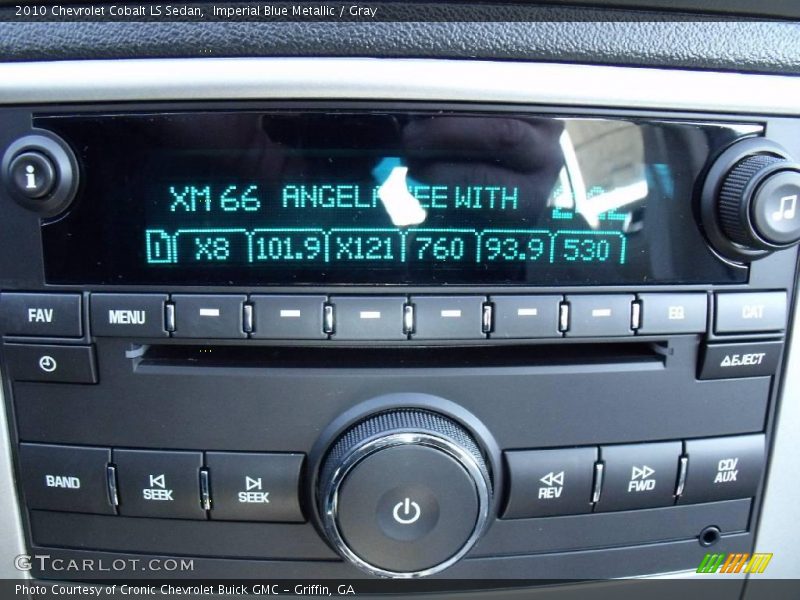 2010 Chevrolet Cobalt LS Sedan, Imperial Blue Metallic / Gray
XM 66 WITH
1 X8 101.9 X121 760 93.9 530
FAV MENU EQ CAT
EJECT
BAND SEEK SEEK REV FWD CD/
AUX
GTCARLOT.COM
Photo Courtesy of Cronic Chevrolet Buick GMC – Griffin, GA